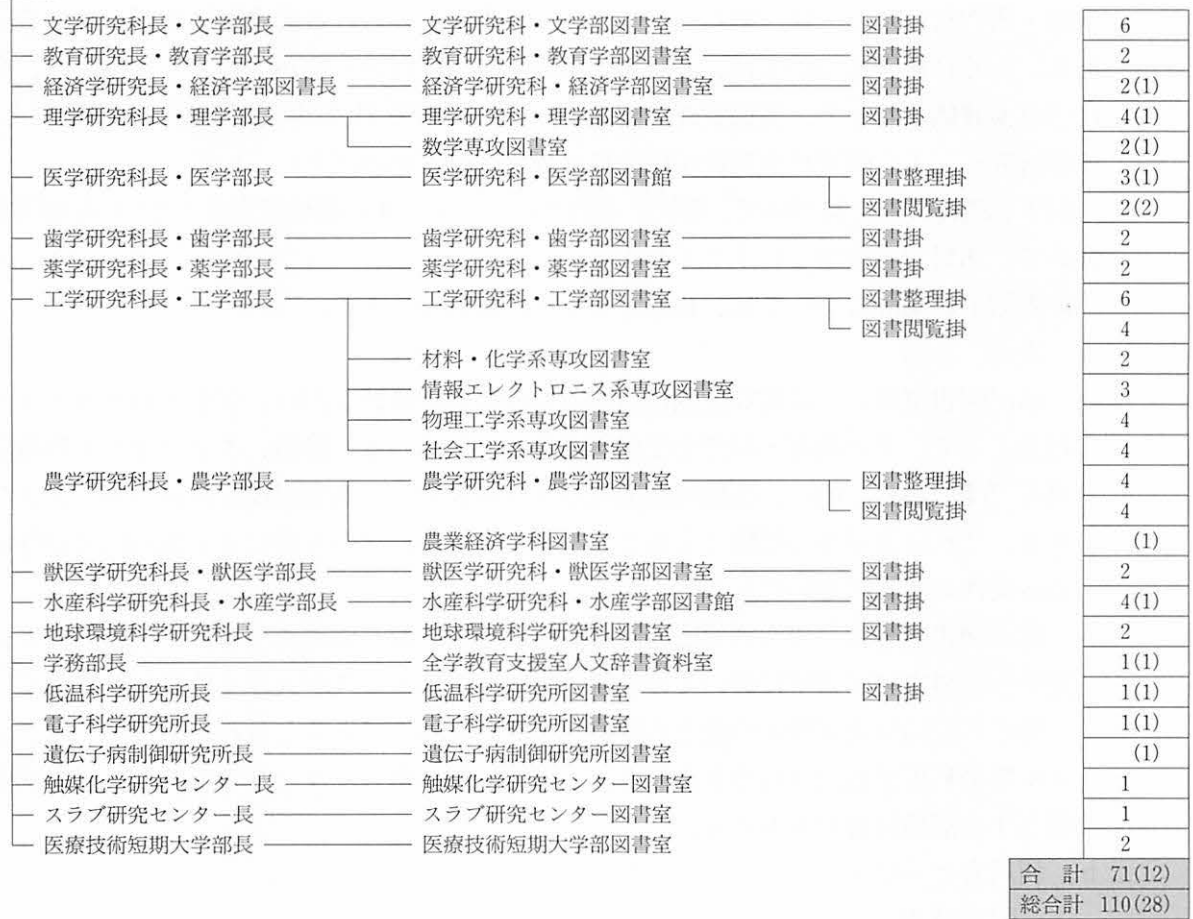 文学研究科長・文学部長 文学研究科・文学部図書室 図書掛 6
教育研究長・教育学部長 教育研究科・教育学部図書室 図書掛 2
経済学研究長・経済学部図書長 経済学研究科・経済学部図書室 図書掛 2(1)
理学研究科長・理学部長 理学研究科・理学部図書室 図書掛 4(1)
数学専攻図書室 2(1)
医学研究科長・医学部長 医学研究科・医学部図書館 図書整理掛 3(1)
図書閲覧掛 2(2)
歯学研究科長・歯学部長 歯学研究科・歯学部図書室 図書掛 2
薬学研究科長・薬学部長 薬学研究科・薬学部図書室 図書掛 2
工学研究科長・工学部長 工学研究科・工学部図書室 図書整理掛 6
図書閲覧掛 4
材料・化学系専攻図書室 2
情報エレクトロニス系専攻図書室 3
物理工学系専攻図書室 4
社会工学系専攻図書室 4
農学研究科長・農学部長 農学研究科・農学部図書室 図書整理掛 4
図書閲覧掛 4
農業経済学科図書室 (1)
獣医学研究科長・獣医学部長 獣医学研究科・獣医学部図書室 図書掛 2
水産科学研究科長・水産学部長 水産科学研究科・水産学部図書館 図書掛 4(1)
地球環境科学研究科長 地球環境科学研究科図書室 図書掛 2
学務部長 全学教育支援室人文辞書資料室 1(1)
低温科学研究所長 低温科学研究所図書室 図書掛 1(1)
電子科学研究所長 電子科学研究所図書室 1(1)
遺伝子病制御研究所長 遺伝子病制御研究所図書室 (1)
触媒化学研究センター長 触媒化学研究センター図書室 1
スラブ研究センター長 スラブ研究センター図書室 1
医療技術短期大学部長 医療技術短期大学部図書室 2
合 計 71(12)
総合計 110(28)